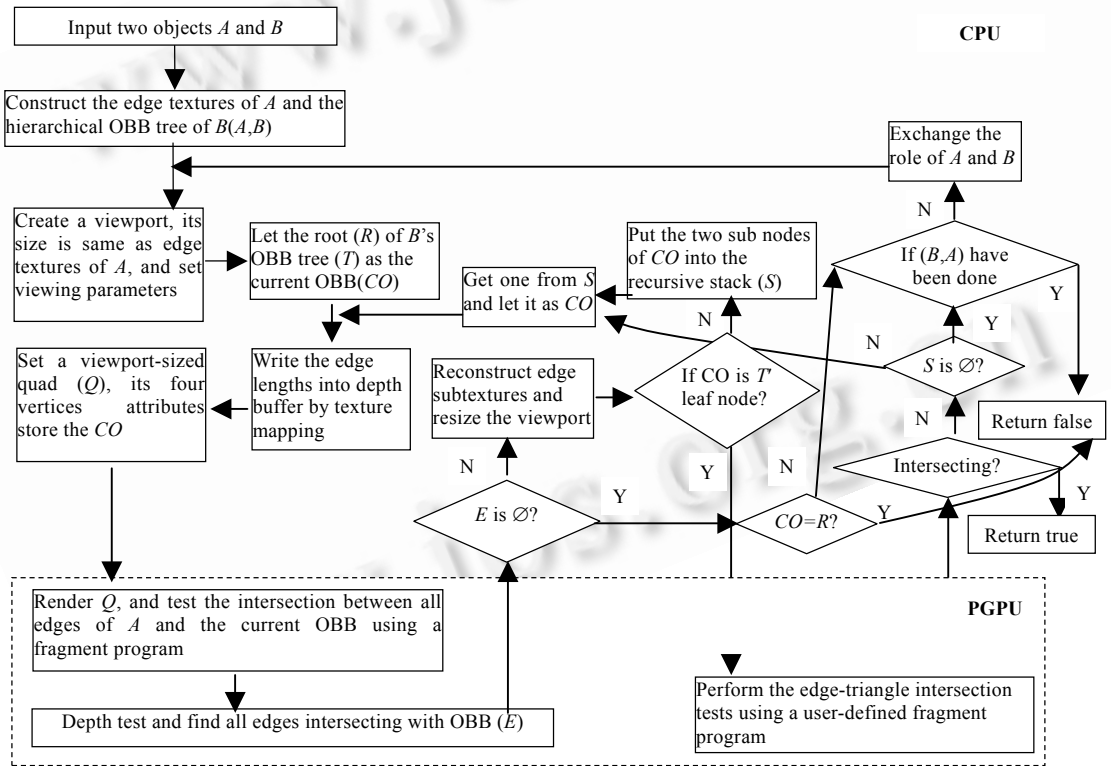 Input two objects A and B
CPU
Construct the edge textures of A and the
hierarchical OBB tree of B(A,B)
Exchange the
role of A and B
Create a viewport, its
size is same as edge
textures of A, and set
viewing parameters
Let the root (R) of B's
OBB tree (T) as the
current OBB(CO)
Get one from S
and let it as CO
Put the two sub nodes
of CO into the
recursive stack (S)
N
If (B,A) have
been done
Y
N
N
Y
Set a viewport-sized
quad (Q), its four
vertices attributes
store the CO
Write the edge
lengths into depth
buffer by texture
mapping
Reconstruct edge
subtextures and
resize the viewport
If CO is T'
leaf node?
S is ∅?
N
Return false
N
Y
N
Intersecting?
Y
E is ∅?
Y
CO=R?
Y
Return true
Render Q, and test the intersection between all
edges of A and the current OBB using a
fragment program
PGPU
Depth test and find all edges intersecting with OBB (E)
Perform the edge-triangle intersection
tests using a user-defined fragment
program